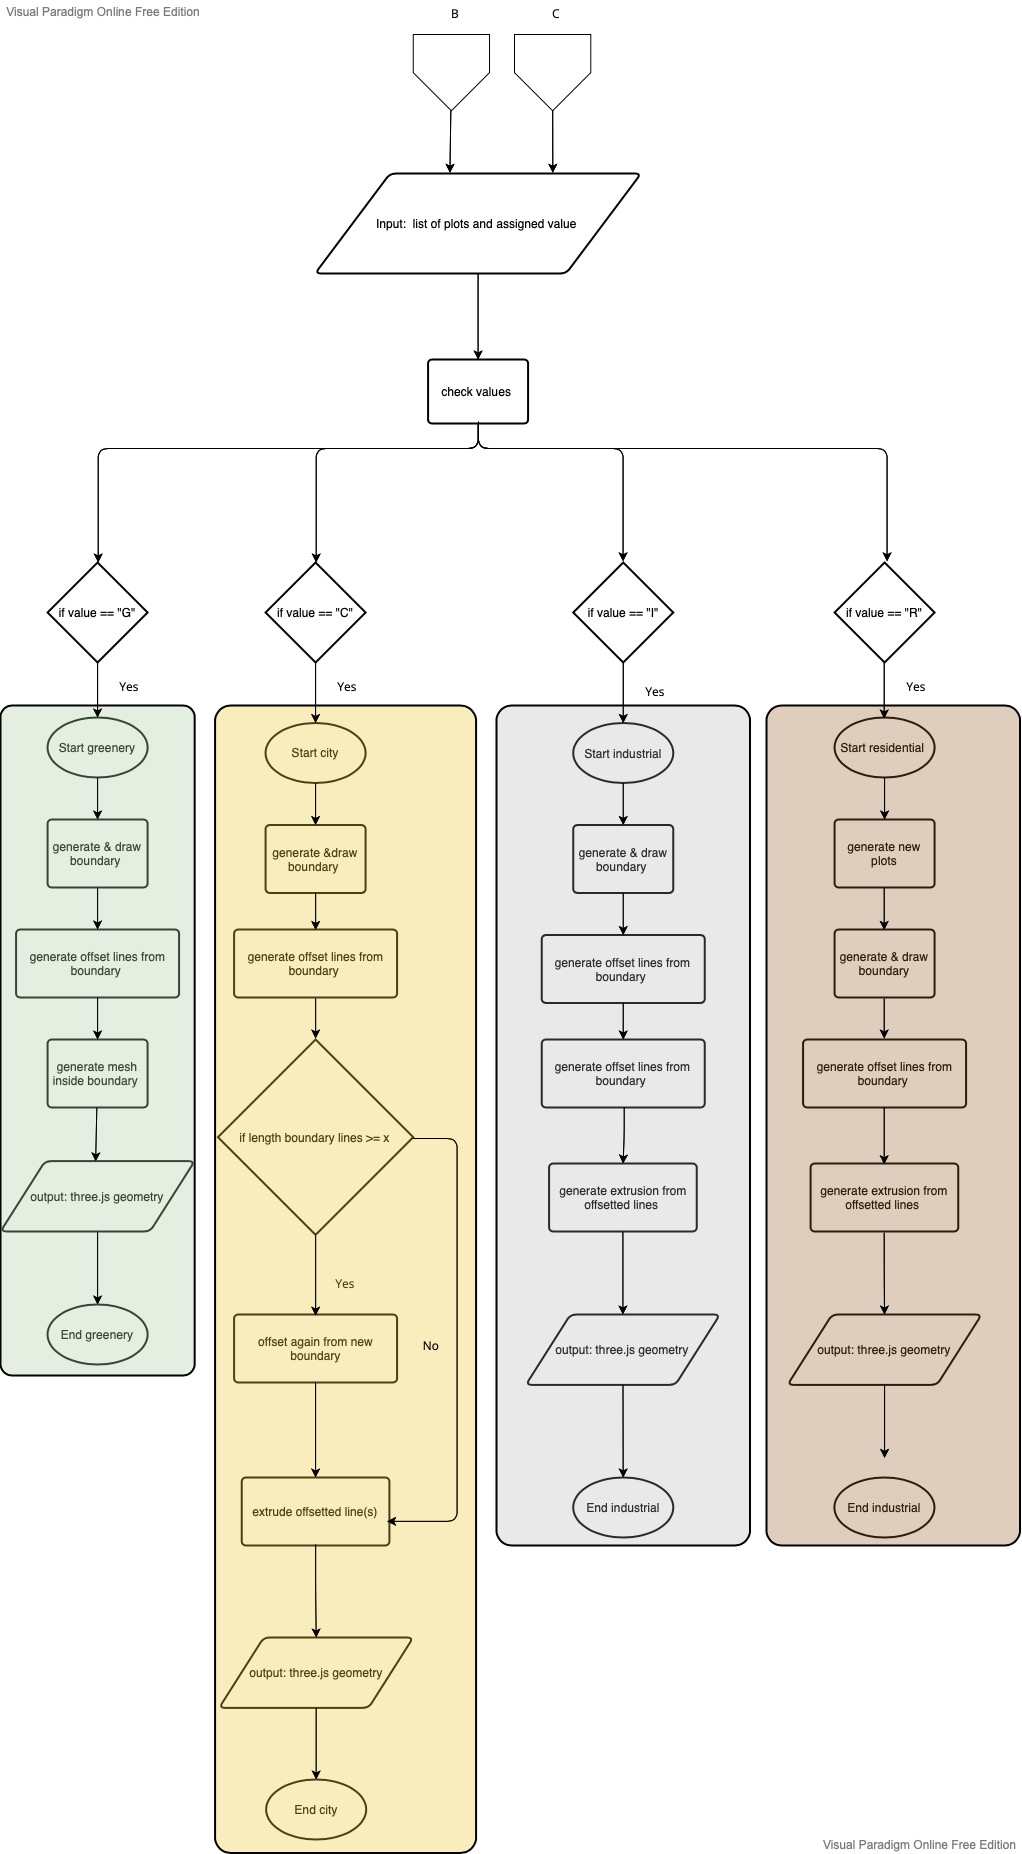 Visual Paradigm Online Free Edition
B
C
Input:  list of plots and assigned value
check values
if value == "G"
if value == "C"
if value == "I"
if value == "R"
Yes
Yes
Yes
Yes
Start greenery
generate & draw
boundary
generate offset lines from
boundary
generate mesh
inside boundary
output: three.js geometry
End greenery
Start city
generate &draw
boundary
generate offset lines from
boundary
if length boundary lines >= x
Yes
No
offset again from new
boundary
extrude offsetted line(s)
output: three.js geometry
End city
Start industrial
generate & draw
boundary
generate offset lines from
boundary
generate offset lines from
boundary
generate extrusion from
offsetted lines
output: three.js geometry
End industrial
Start residential
generate new
plots
generate & draw
boundary
generate offset lines from
boundary
generate extrusion from
offsetted lines
output: three.js geometry
End industrial
Visual Paradigm Online Free Edition